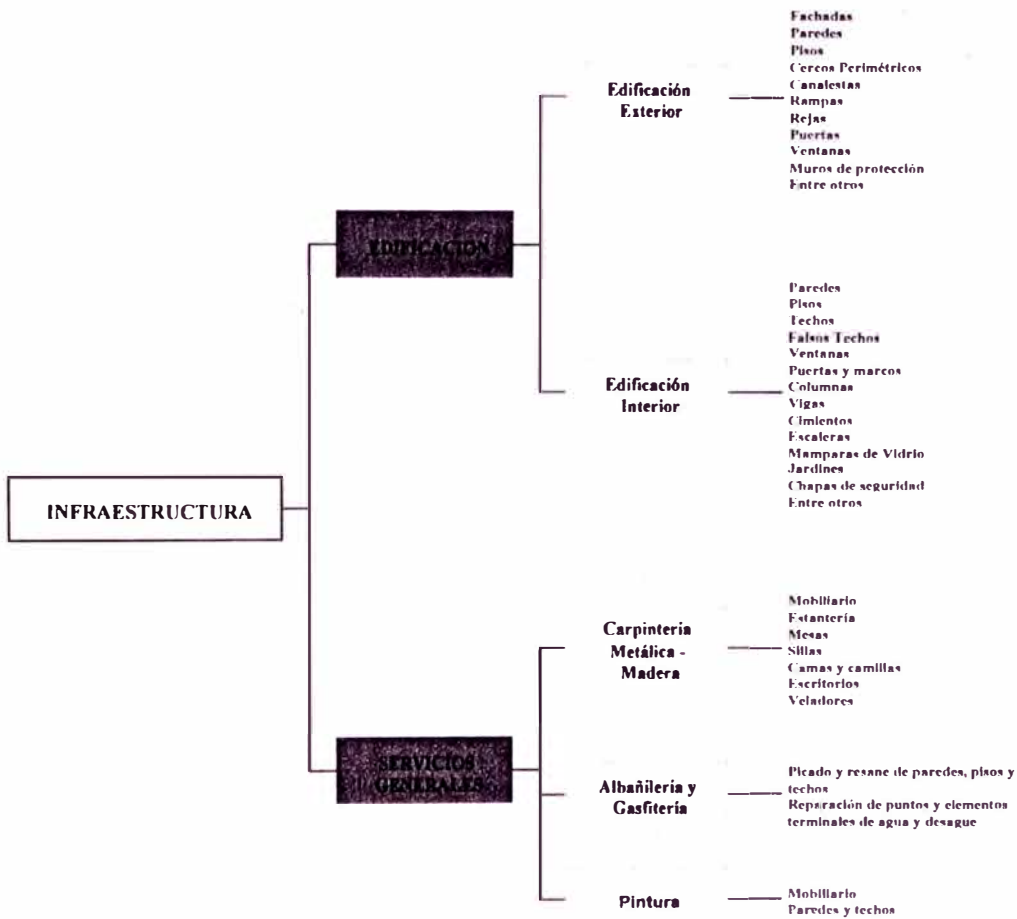 INFRAESTRUCTURA
EDIFICACION
Edificación
Exterior
Fachadas
Paredes
Pisos
Cercos Perimétricos
Canalestas
Rampas
Rejas
Puertas
Ventanas
Muros de protección
Entre otros
Edificación
Interior
Paredes
Pisos
Techos
Falsos Techos
Ventanas
Puertas y marcos
Columnas
Vigas
Cimientos
Escaleras
Mamparas de Vidrio
Jardines
Chapas de seguridad
Entre otros
SERVICIOS
GENERALES
Carpintería
Metálica -
Madera
Mobiliario
Estantería
Mesas
Sillas
Camas y camillas
Escritorios
Veladores
Albañilería y
Gasfitería
Picado y resane de paredes, pisos y
techos
Reparación de puntos y elementos
terminales de agua y desague
Pintura
Mobiliario
Paredes y techos